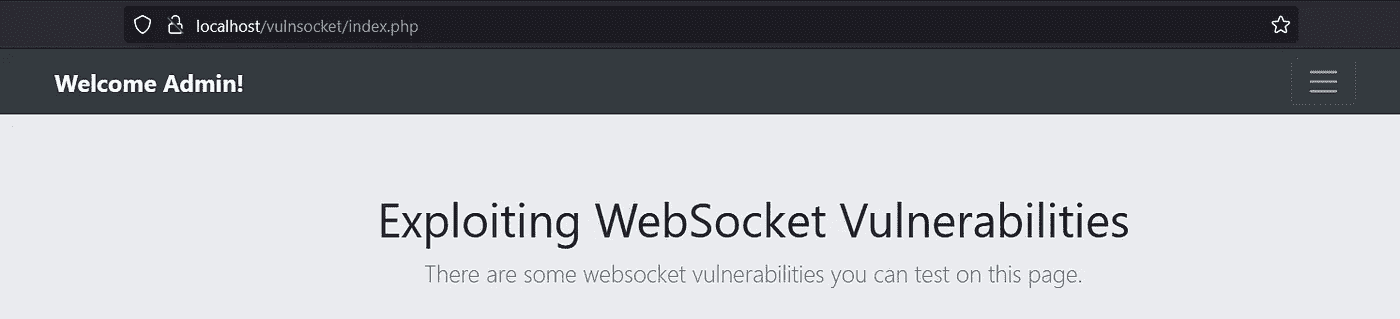 localhost/vulnsocket/index.php
Welcome Admin!
Exploiting WebSocket Vulnerabilities
There are some websocket vulnerabilities you can test on this page.